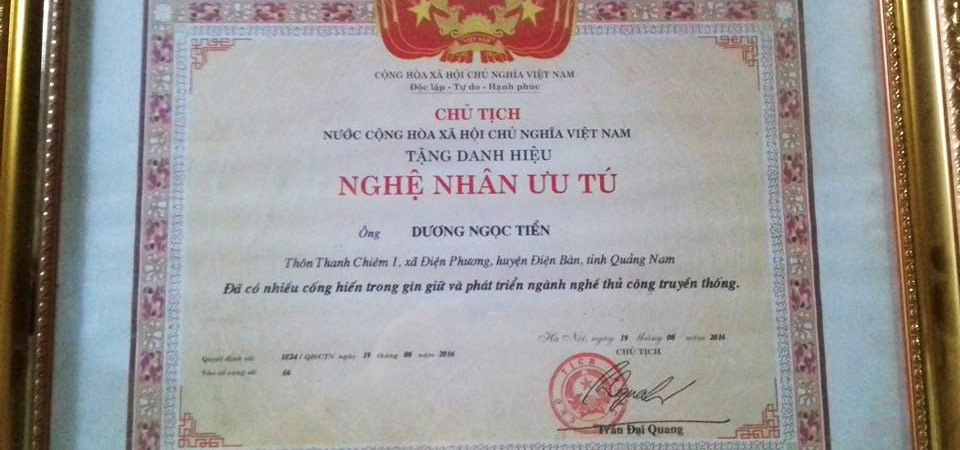 VIỆT NAM
CỘNG HÒA XÃ HỘI CHỦ NGHĨA VIỆT NAM
Độc lập - Tự do - Hạnh phúc
CHỦ TỊCH
NƯỚC CỘNG HÒA XÃ HỘI CHỦ NGHĨA VIỆT NAM
TẶNG DANH HIỆU
NGHỆ NHÂN ƯU TÚ
Ông DƯƠNG NGỌC TIỂN
Thôn Thanh Chiêm 1, xã Điện Phương, huyện Điện Bàn, tỉnh Quảng Nam
Đã có nhiều cống hiến trong gìn giữ và phát triển ngành nghề thủ công truyền thống.
Hà Nội, ngày 19 tháng 08 năm 2016
CHỦ TỊCH
Quyết định số: 1834 / QĐ/CTN ngày 19 tháng 08 năm 2016
Vào sổ vàng số: 66
Trần Đại Quang